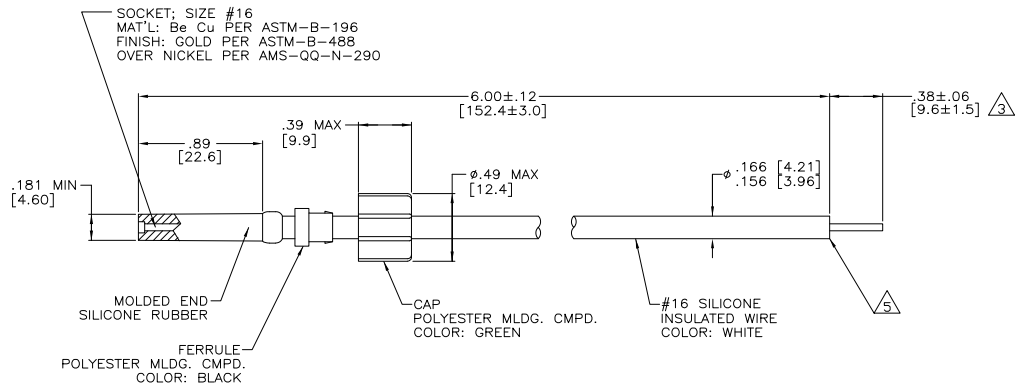 SOCKET; SIZE #16
MAT'L: Be Cu PER ASTM-B-196
FINISH: GOLD PER ASTM-B-488
OVER NICKEL PER AMS-QQ-N-290
6.00±.12
[152.4±3.0]
.38±.06
[9.6±1.5]
3
.39 MAX
[9.9]
.89
[22.6]
.181 MIN
[4.60]
ø.49 MAX
[12.4]
ø .166 [4.21]
.156 [3.96]
MOLDED END
SILICONE RUBBER
FERRULE
POLYESTER MLDG. CMPD.
COLOR: BLACK
CAP
POLYESTER MLDG. CMPD.
COLOR: GREEN
#16 SILICONE
INSULATED WIRE
COLOR: WHITE
5